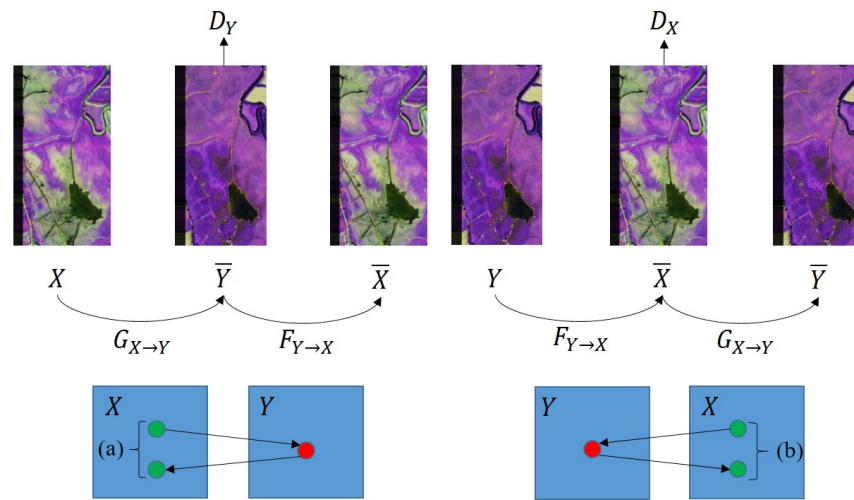 D_Y D_X
X Y̅ X̅ Y X̅ Y̅
G_{X→Y} F_{Y→X} F_{Y→X} G_{X→Y}
X Y Y X
(a) (b)